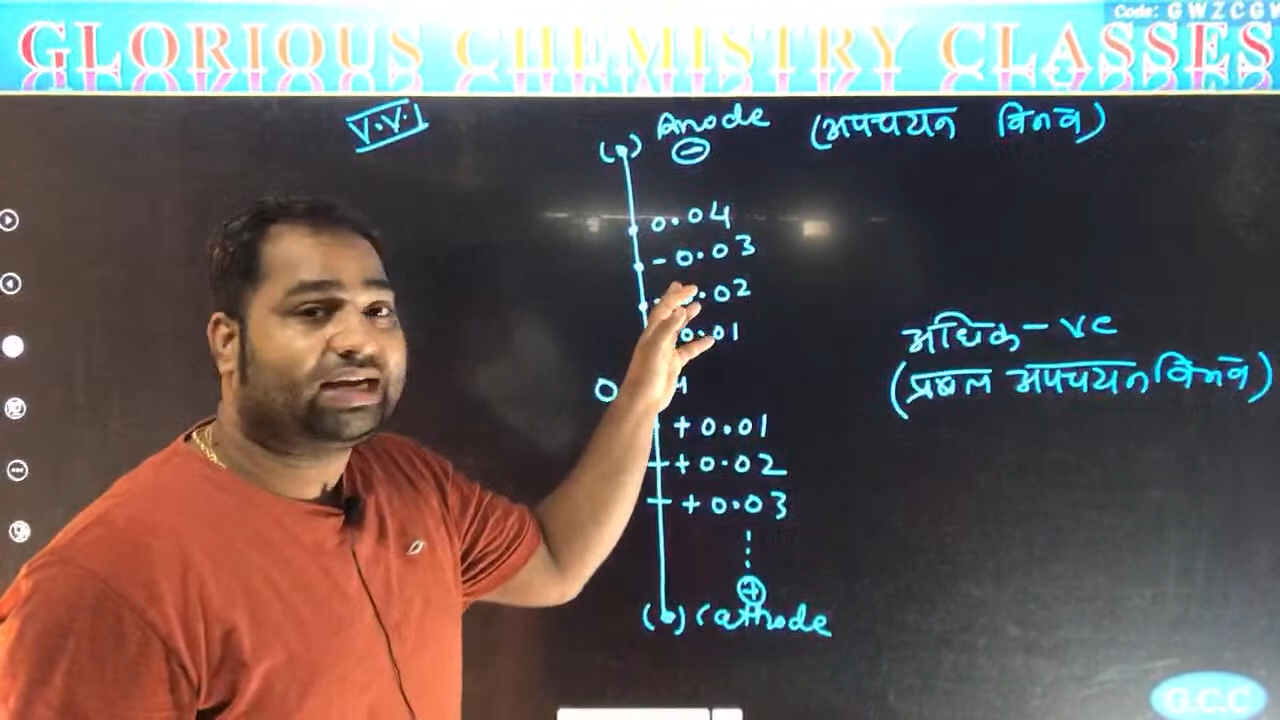 Code: G W Z C G W
GLORIOUS CHEMISTRY CLASSES
V.V.I
Anode (अपचयन विभव)
(-)
⊖
0.04
-0.03
0.02
0.01
0 H
+0.01
+0.02
+0.03
⊕
Cathode
अधिक -ve
(प्रबल अपचयन विभव)
G.C.C